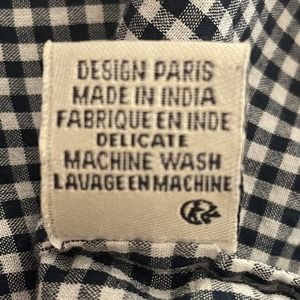 DESIGN PARIS
MADE IN INDIA
FABRIQUE EN INDE
DELICATE
MACHINE WASH
LAVAGE EN MACHINE